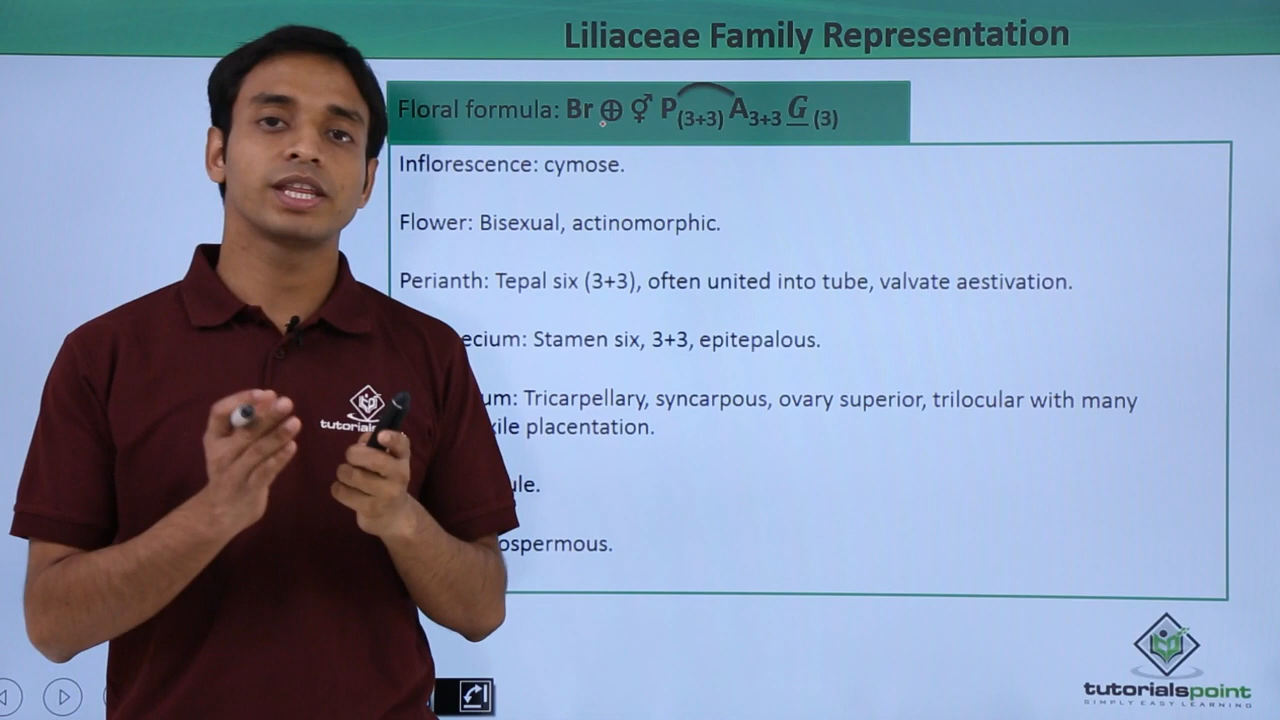 Liliaceae Family Representation
Floral formula: Br ⊕ ⚥ P(3+3) A3+3 G (3)
Inflorescence: cymose.
Flower: Bisexual, actinomorphic.
Perianth: Tepal six (3+3), often united into tube, valvate aestivation.
ecium: Stamen six, 3+3, epitepalous.
um: Tricarpellary, syncarpous, ovary superior, trilocular with many
xile placentation.
ule.
ospermous.
tutorials
tutorialspoint
SIMPLY EASY LEARNING